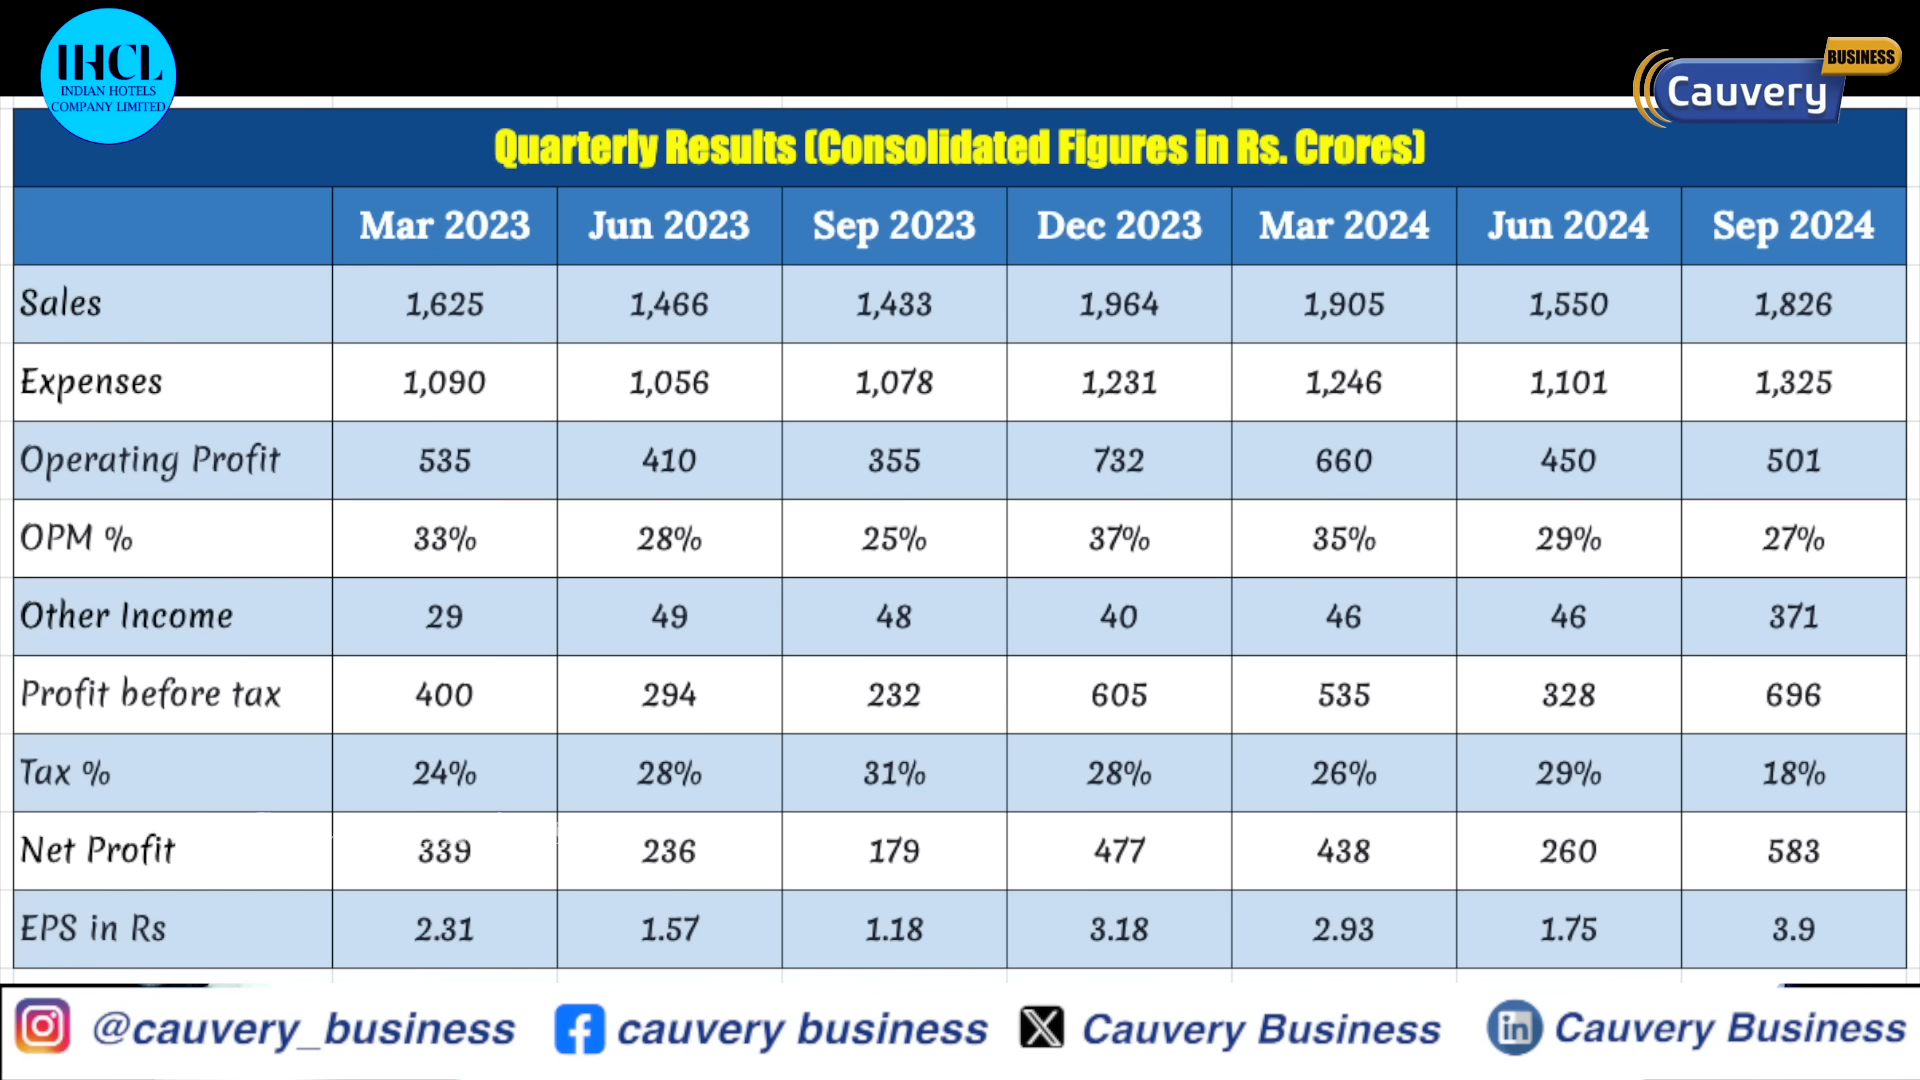 IHCL
INDIAN HOTELS
COMPANY LIMITED
BUSINESS
Cauvery
Quarterly Results (Consolidated Figures in Rs. Crores)
Mar 2023 Jun 2023 Sep 2023 Dec 2023 Mar 2024 Jun 2024 Sep 2024
Sales 1,625 1,466 1,433 1,964 1,905 1,550 1,826
Expenses 1,090 1,056 1,078 1,231 1,246 1,101 1,325
Operating Profit 535 410 355 732 660 450 501
OPM % 33% 28% 25% 37% 35% 29% 27%
Other Income 29 49 48 40 46 46 371
Profit before tax 400 294 232 605 535 328 696
Tax % 24% 28% 31% 28% 26% 29% 18%
Net Profit 339 236 179 477 438 260 583
EPS in Rs 2.31 1.57 1.18 3.18 2.93 1.75 3.9
@cauvery_business cauvery business Cauvery Business in Cauvery Business